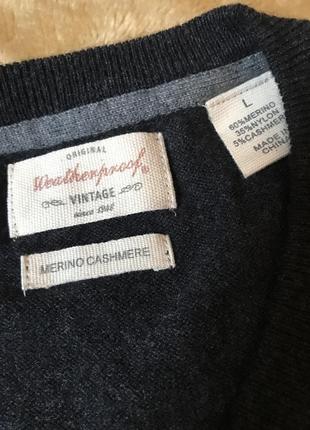 ORIGINAL
Weatherproof
VINTAGE
since 1948
MERINO CASHMERE
L
60%MERINO
35%NYLON
5%CASHMERE
MADE IN
CHINA